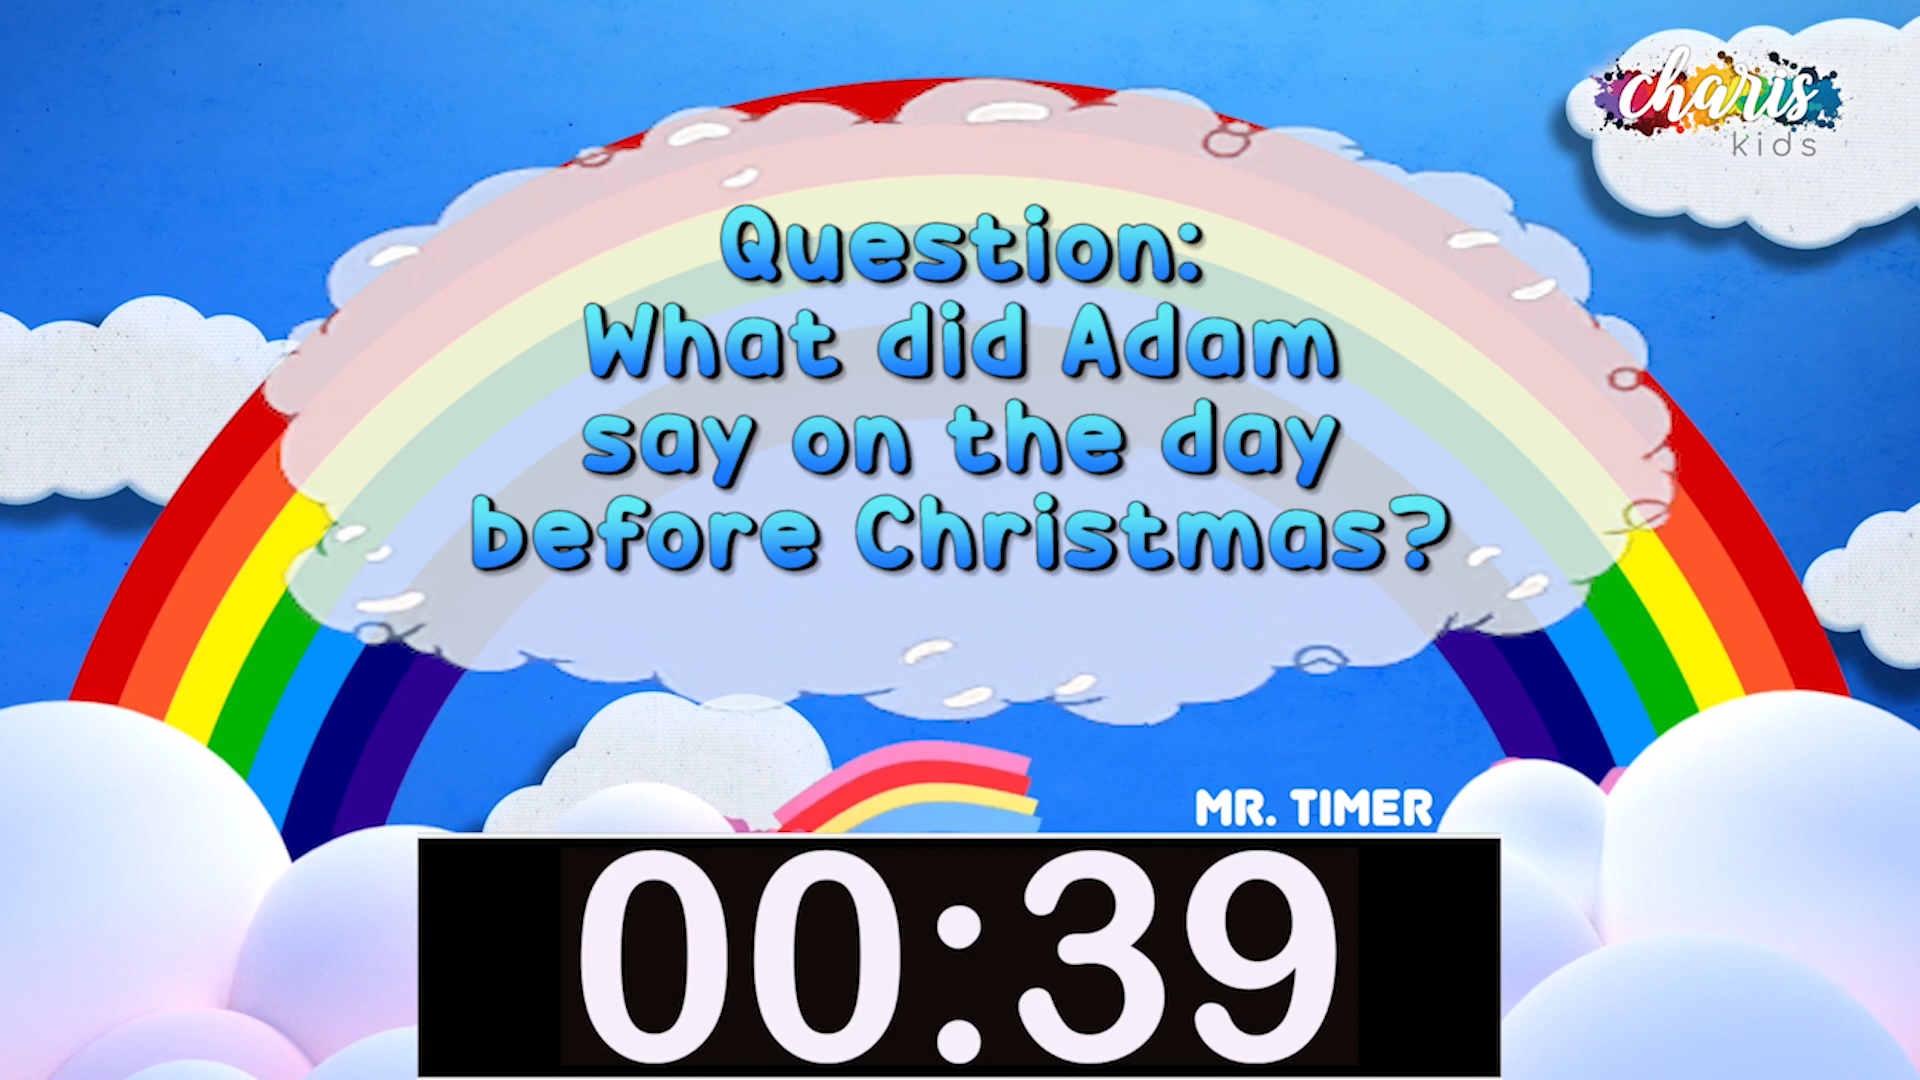 charis
kids
Question:
What did Adam
say on the day
before Christmas?
MR. TIMER
00:39